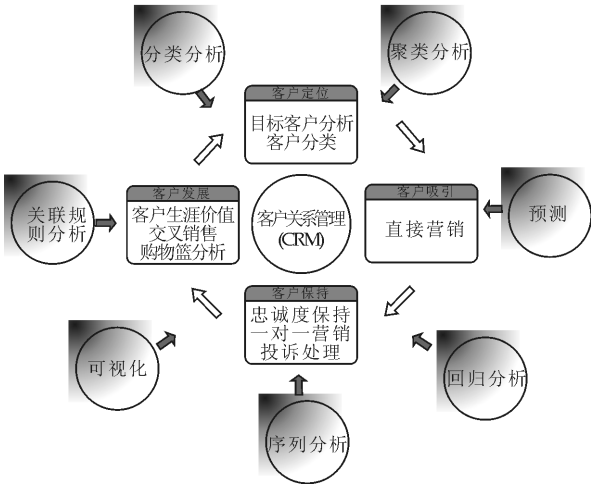 分类分析
聚类分析
客户定位
目标客户分析
客户分类
关联规
则分析
客户发展
客户生涯价值
交叉销售
购物篮分析
客户关系管理
(CRM)
客户吸引
直接营销
预测
客户保持
忠诚度保持
一对一营销
投诉处理
可视化
回归分析
序列分析